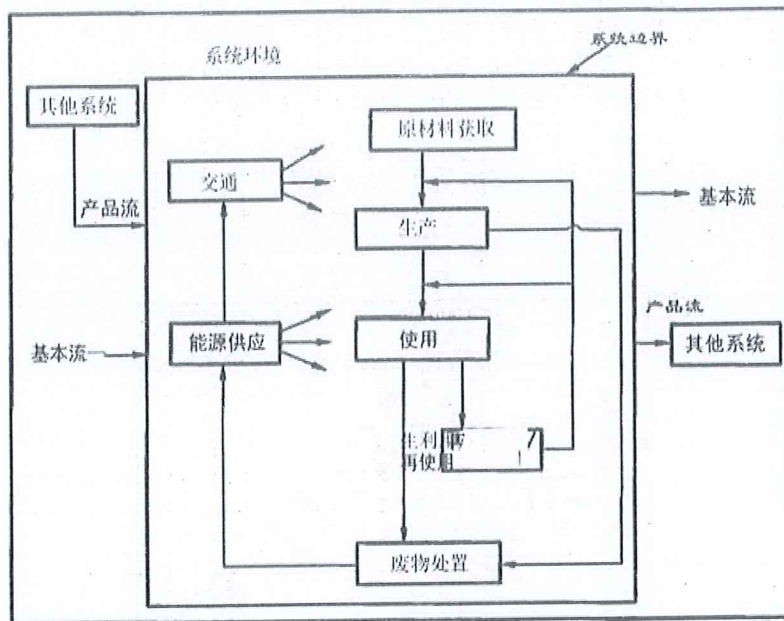 系统边界
系统环境
其他系统
原材料获取
交通
产品流
基本流
生产
产品流
基本流
能源供应
使用
其他系统
生利
再使用
废物处置